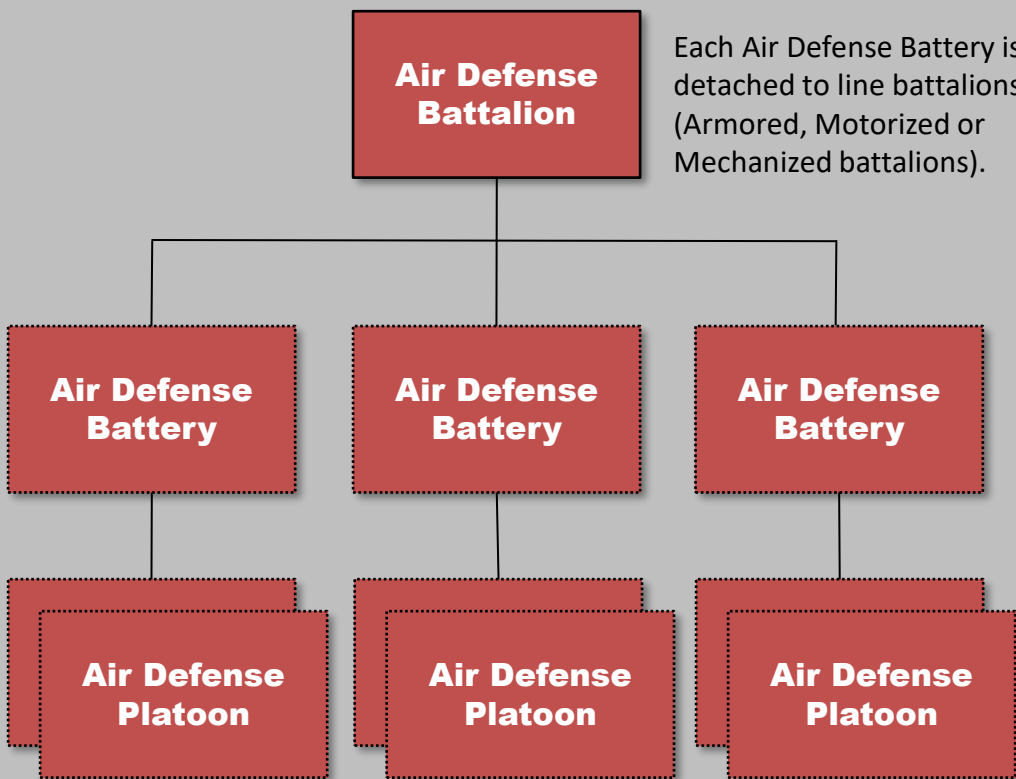 Air Defense
Battalion
Each Air Defense Battery is
detached to line battalions
(Armored, Motorized or
Mechanized battalions).
Air Defense
Battery
Air Defense
Battery
Air Defense
Battery
Air Defense
Platoon
Air Defense
Platoon
Air Defense
Platoon